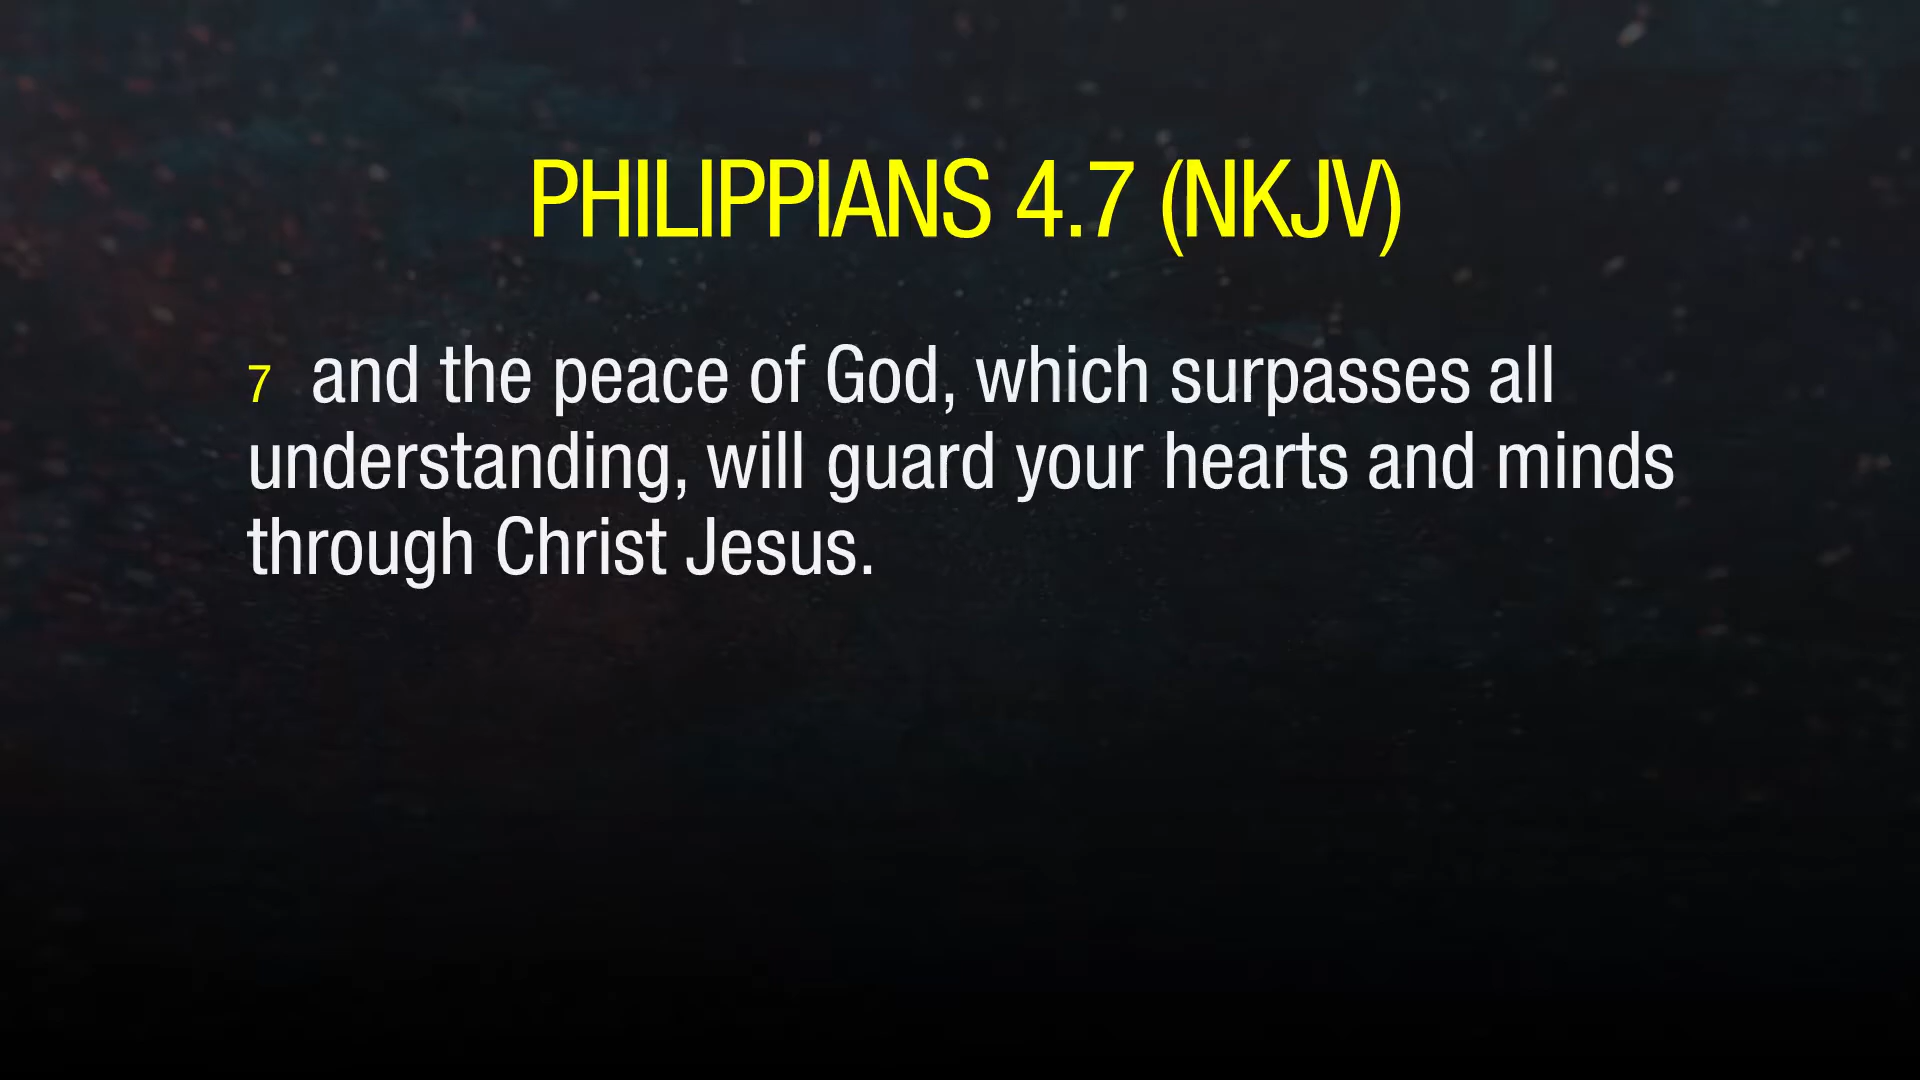 PHILIPPIANS 4.7 (NKJV)
7 and the peace of God, which surpasses all
understanding, will guard your hearts and minds
through Christ Jesus.